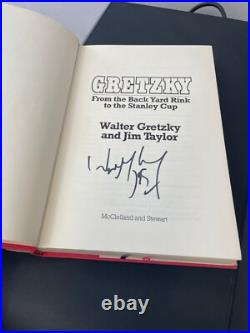 GRETZKY
From the Back Yard Rink
to the Stanley Cup
Walter Gretzky
and Jim Taylor
McClelland and Stewart